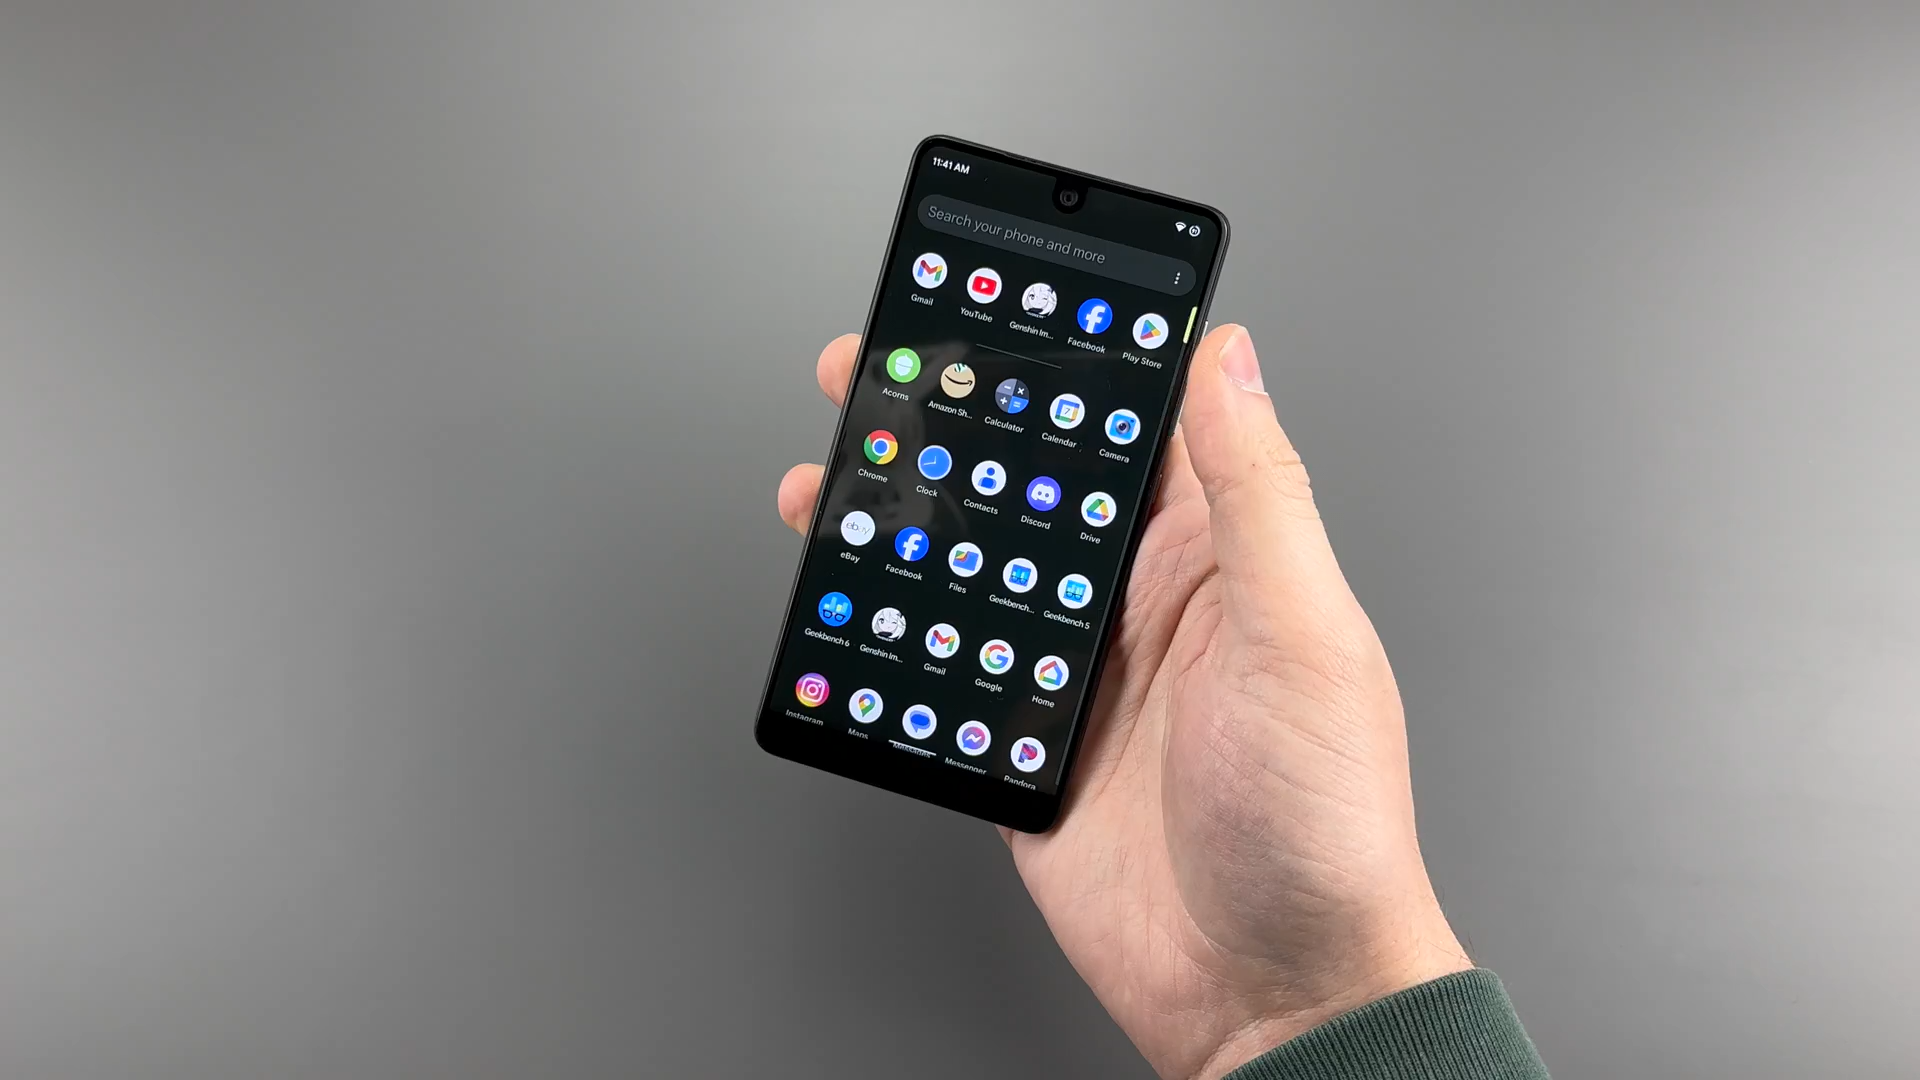 11:41 AM
Search your phone and more
Gmail
YouTube
Genshin Im...
Facebook
Play Store
Acorns
Amazon Sh...
Calculator
Calendar
Camera
Chrome
Clock
Contacts
Discord
Drive
eBay
Facebook
Files
Geekbench...
Geekbench 5
Geekbench 6
Genshin Im...
Gmail
Google
Home
Instagram
Maps
Messages
Messenger
Pandora